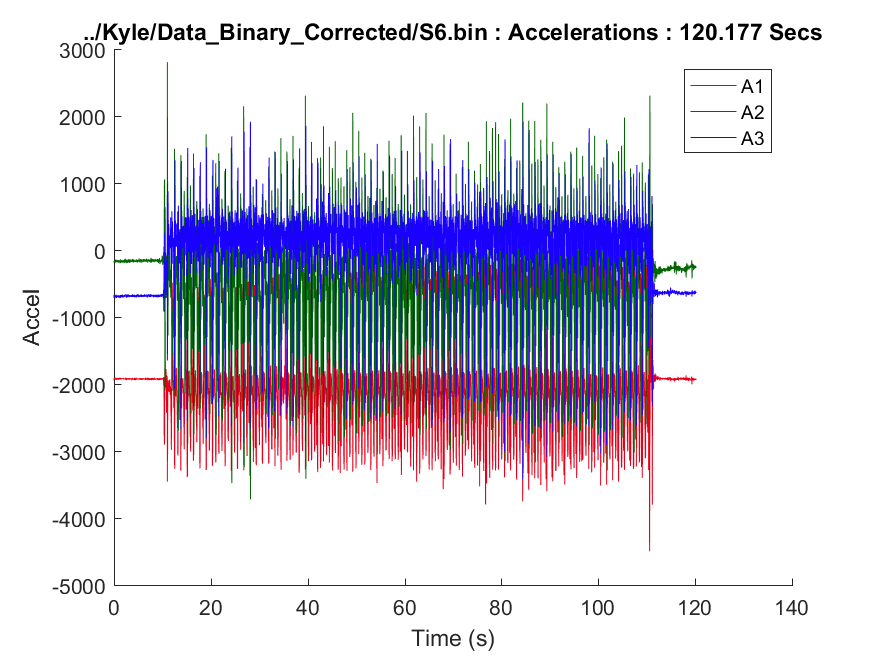 ../Kyle/Data_Binary_Corrected/S6.bin : Accelerations : 120.177 Secs
3000
2000
1000
0
-1000
-2000
-3000
-4000
-5000
Accel
A1
A2
A3
0 20 40 60 80 100 120 140
Time (s)